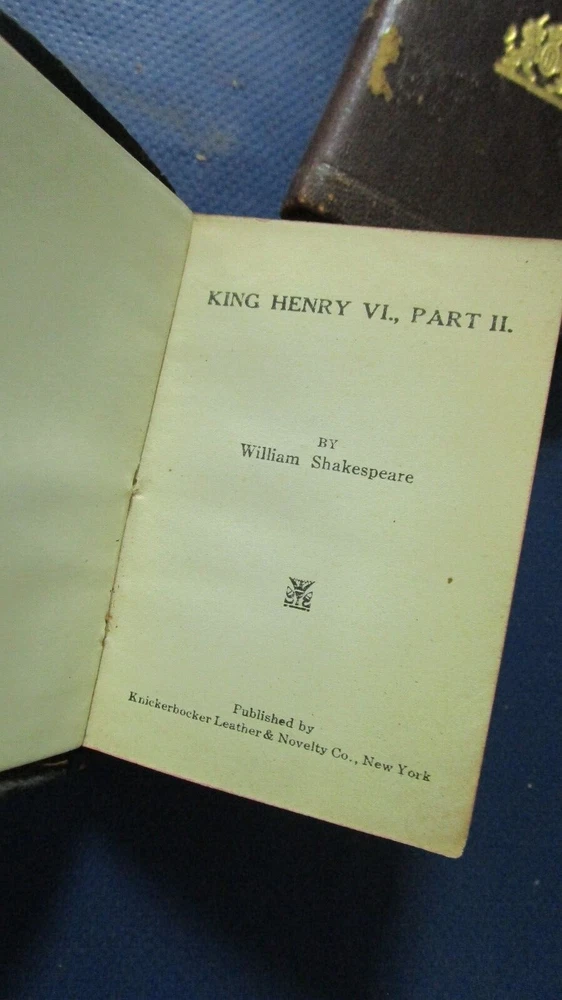 KING HENRY VI., PART II.
BY
William Shakespeare
Published by
Knickerbocker Leather & Novelty Co., New York